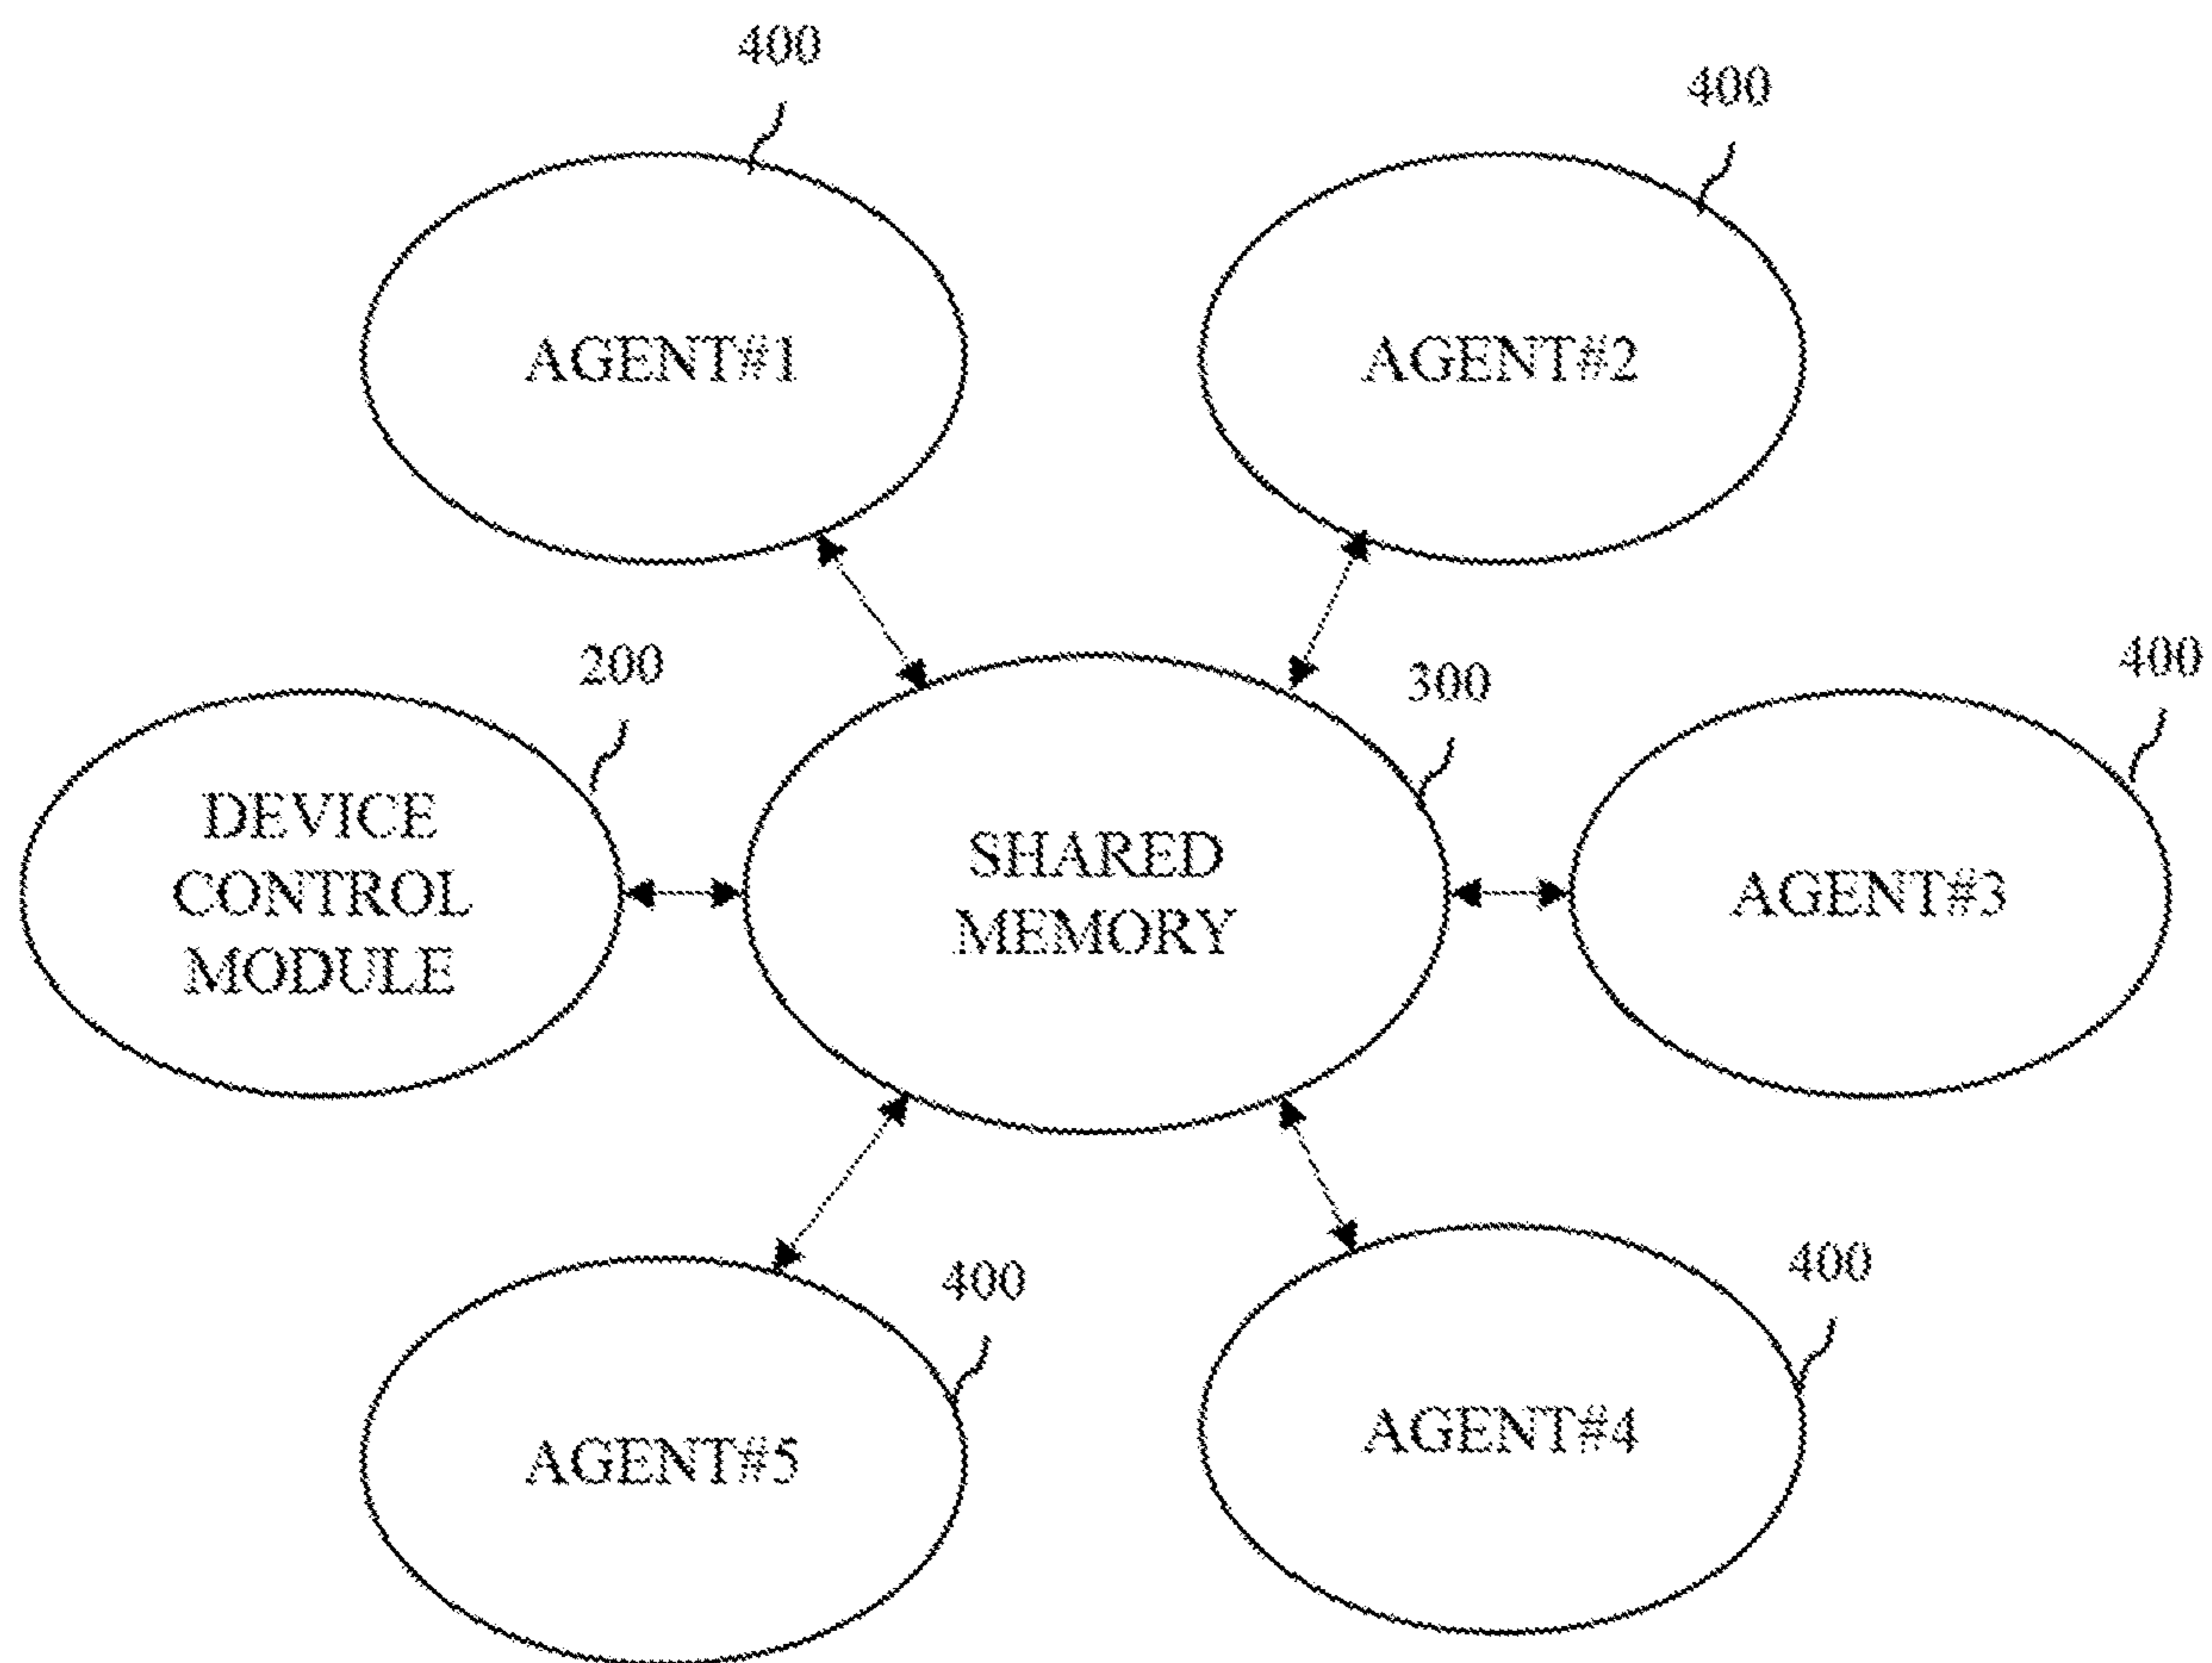 400
400
AGENT#1
AGENT#2
200
300
400
DEVICE
CONTROL
MODULE
SHARED
MEMORY
AGENT#3
400
400
AGENT#5
AGENT#4